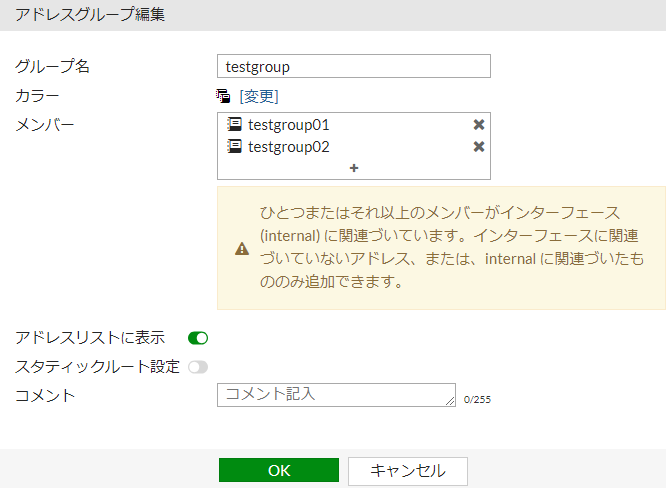 アドレスグループ編集
グループ名 testgroup
カラー [変更]
メンバー testgroup01
testgroup02
ひとつまたはそれ以上のメンバーがインターフェース
(internal) に関連づいています。インターフェースに関連
づいていないアドレス、または、internal に関連づいたも
ののみ追加できます。
アドレスリストに表示
スタティックルート設定
コメント コメント記入 0/255
OK キャンセル